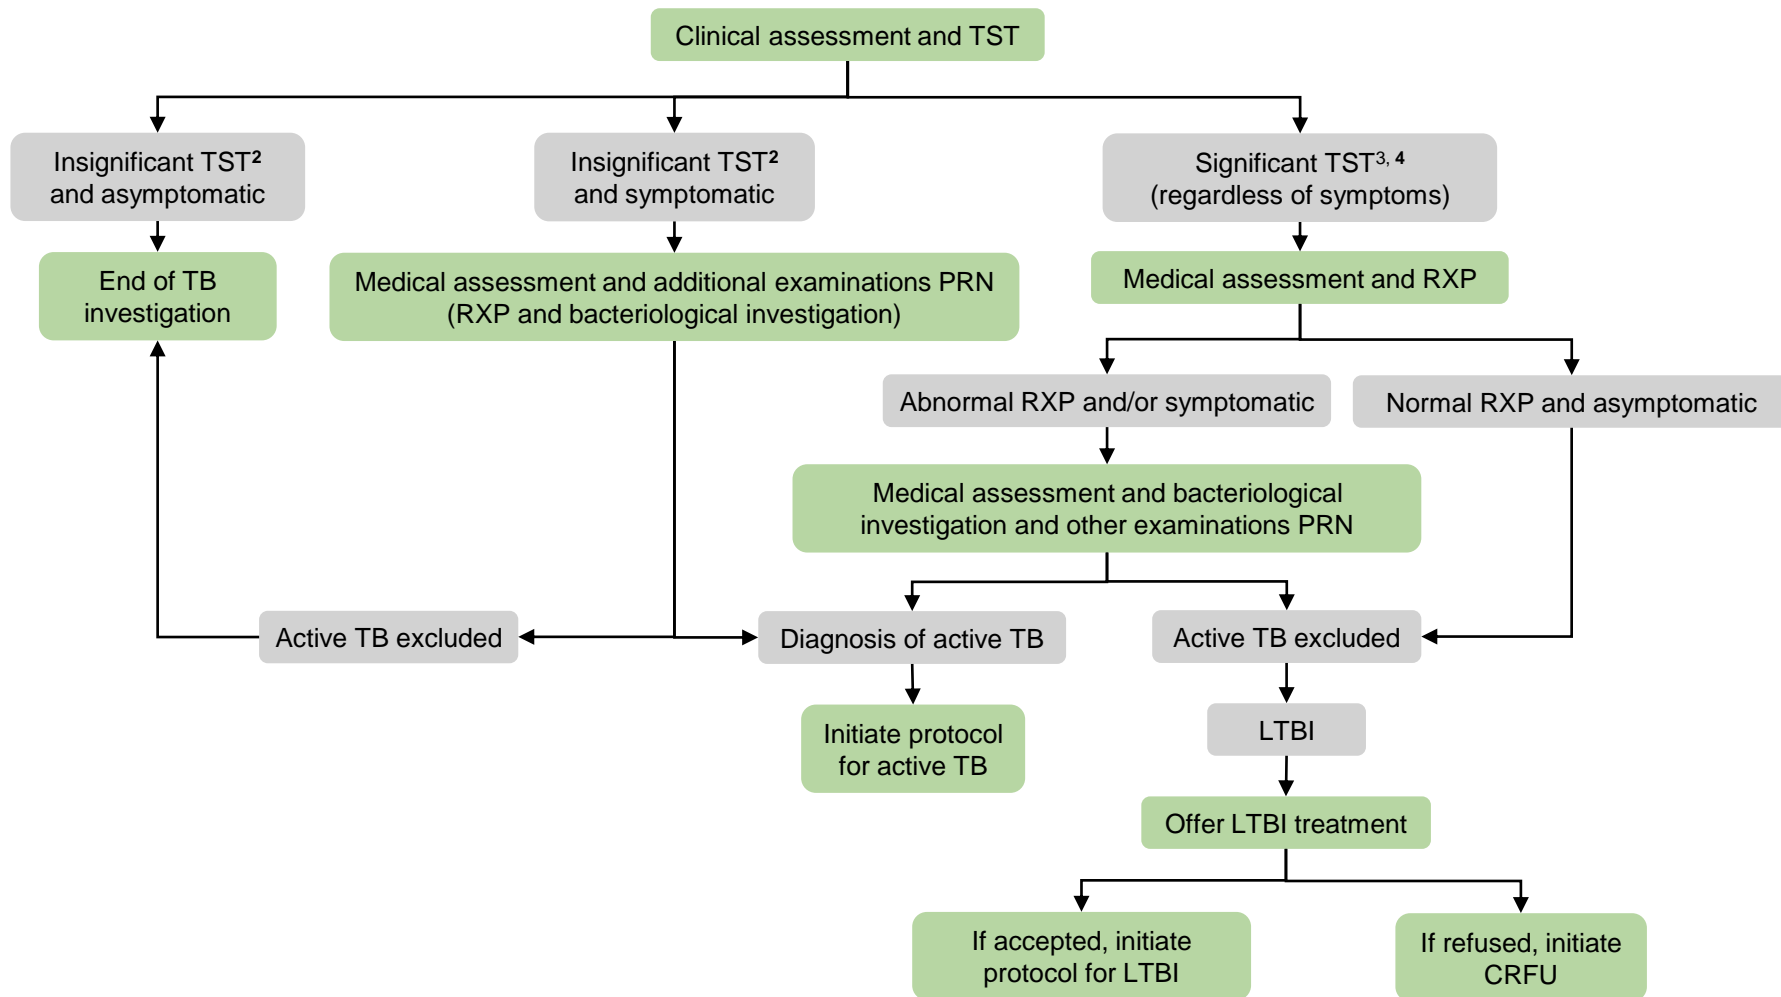 Clinical assessment and TST
Insignificant TST²
and asymptomatic
Insignificant TST²
and symptomatic
Significant TST³, ⁴
(regardless of symptoms)
End of TB
investigation
Medical assessment and additional examinations PRN
(RXP and bacteriological investigation)
Medical assessment and RXP
Abnormal RXP and/or symptomatic
Normal RXP and asymptomatic
Medical assessment and bacteriological
investigation and other examinations PRN
Active TB excluded
Diagnosis of active TB
Active TB excluded
Initiate protocol
for active TB
LTBI
Offer LTBI treatment
If accepted, initiate
protocol for LTBI
If refused, initiate
CRFU